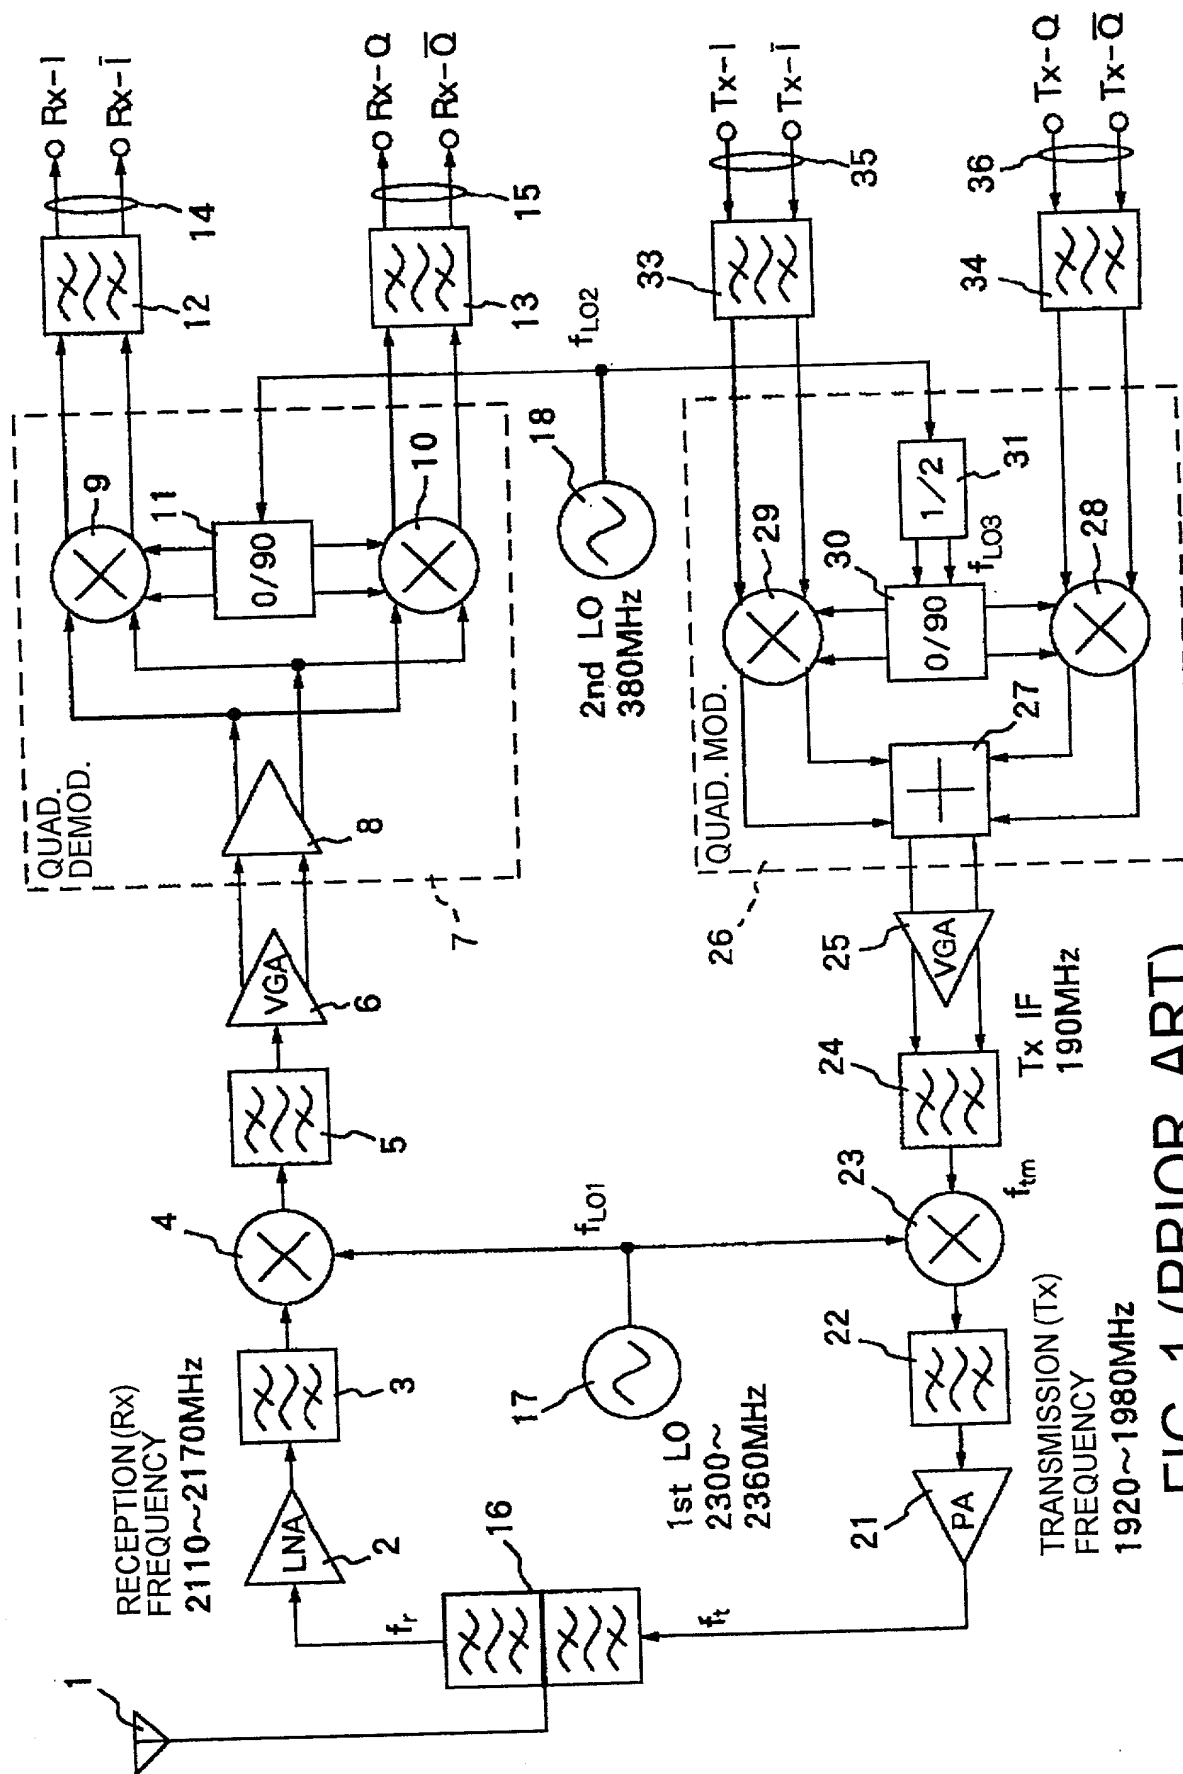 1
16
f_r
f_t
RECEPTION (Rx)
FREQUENCY
2110~2170MHz
LNA
2
3
4
5
VGA
6
7
QUAD.
DEMOD.
8
9
10
11
0/90
12
13
14
15
Rx-I
Rx-Ī
Rx-Q
Rx-Q̄
17
1st LO
2300~
2360MHz
f_LO1
18
2nd LO
380MHz
f_LO2
21
PA
TRANSMISSION (Tx)
FREQUENCY
1920~1980MHz
22
23
f_tm
24
Tx IF
190MHz
25
VGA
26
QUAD. MOD.
27
28
29
30
0/90
f_LO3
1/2
31
33
34
35
36
Tx-I
Tx-Ī
Tx-Q
Tx-Q̄
FIG. 1 (PRIOR ART)